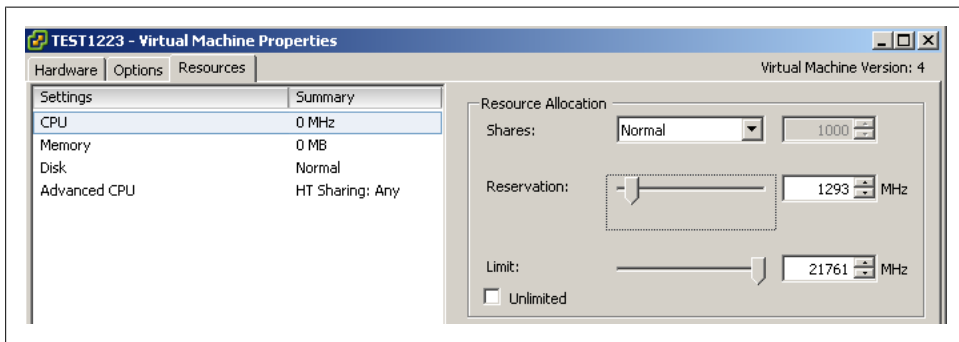 TEST1223 - Virtual Machine Properties
Hardware Options Resources Virtual Machine Version: 4
Settings Summary
CPU 0 MHz
Memory 0 MB
Disk Normal
Advanced CPU HT Sharing: Any
Resource Allocation
Shares: Normal 1000
Reservation: 1293 MHz
Limit: 21761 MHz
Unlimited